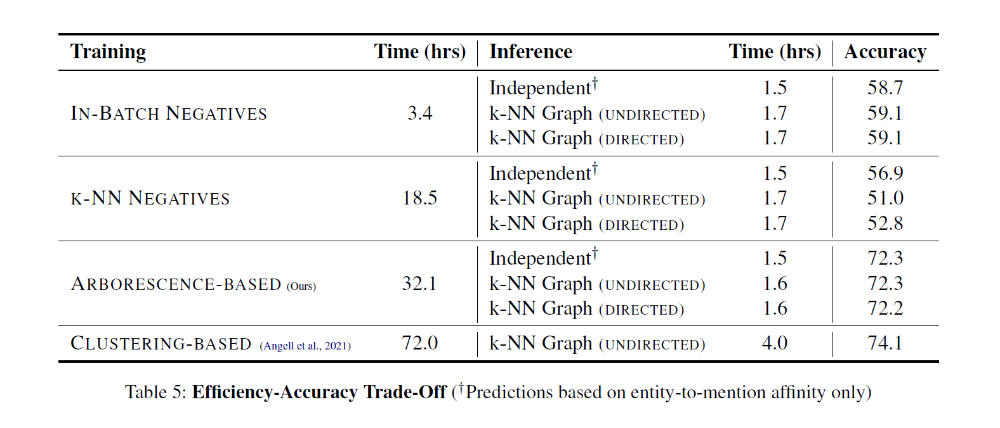 Training Time (hrs) Inference Time (hrs) Accuracy
Independent† 1.5 58.7
IN-BATCH NEGATIVES 3.4 k-NN Graph (UNDIRECTED) 1.7 59.1
k-NN Graph (DIRECTED) 1.7 59.1
Independent† 1.5 56.9
K-NN NEGATIVES 18.5 k-NN Graph (UNDIRECTED) 1.7 51.0
k-NN Graph (DIRECTED) 1.7 52.8
Independent† 1.5 72.3
ARBORESCENCE-BASED (Ours) 32.1 k-NN Graph (UNDIRECTED) 1.6 72.3
k-NN Graph (DIRECTED) 1.6 72.2
CLUSTERING-BASED (Angell et al., 2021) 72.0 k-NN Graph (UNDIRECTED) 4.0 74.1
Table 5: Efficiency-Accuracy Trade-Off (†Predictions based on entity-to-mention affinity only)